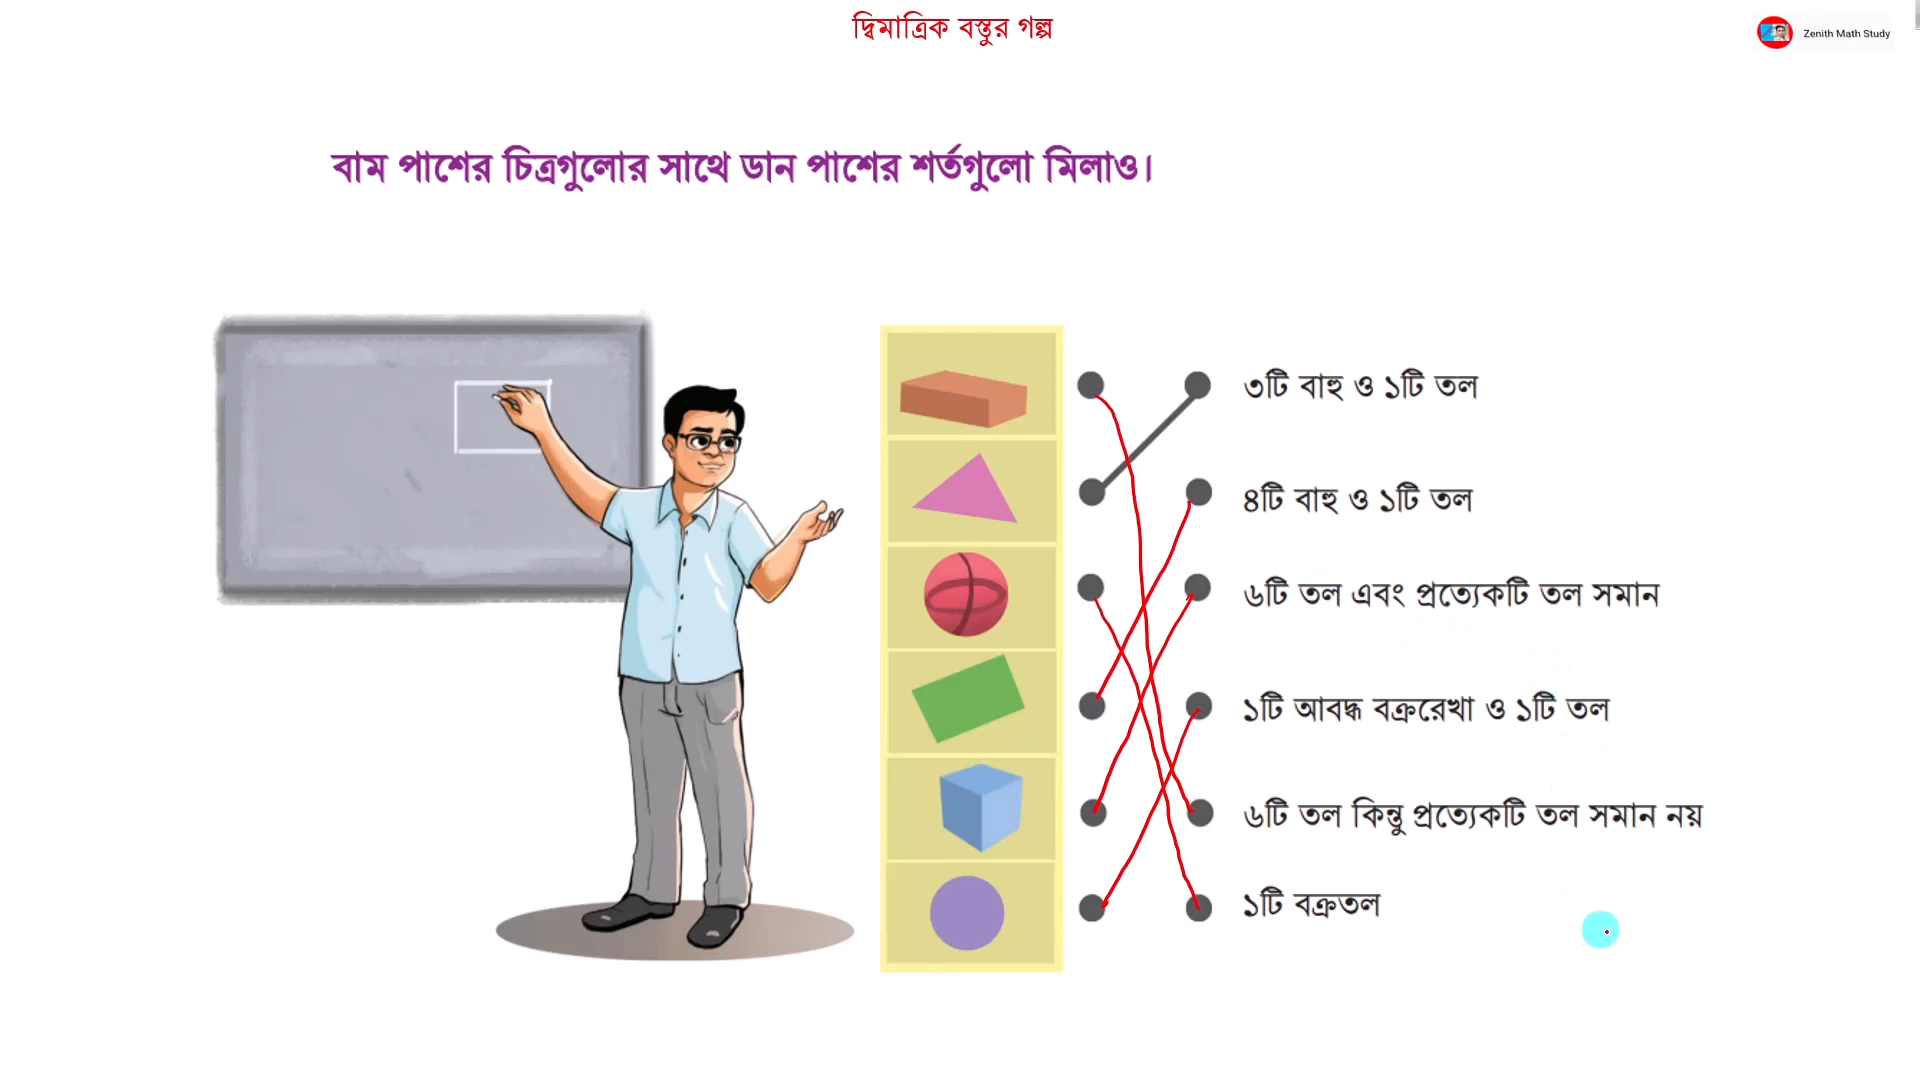 দ্বিমাত্রিক বস্তুর গল্প
Zenith Math Study
বাম পাশের চিত্রগুলোর সাথে ডান পাশের শর্তগুলো মিলাও।
৩টি বাহু ও ১টি তল
৪টি বাহু ও ১টি তল
৬টি তল এবং প্রত্যেকটি তল সমান
১টি আবদ্ধ বক্ররেখা ও ১টি তল
৬টি তল কিন্তু প্রত্যেকটি তল সমান নয়
১টি বক্রতল